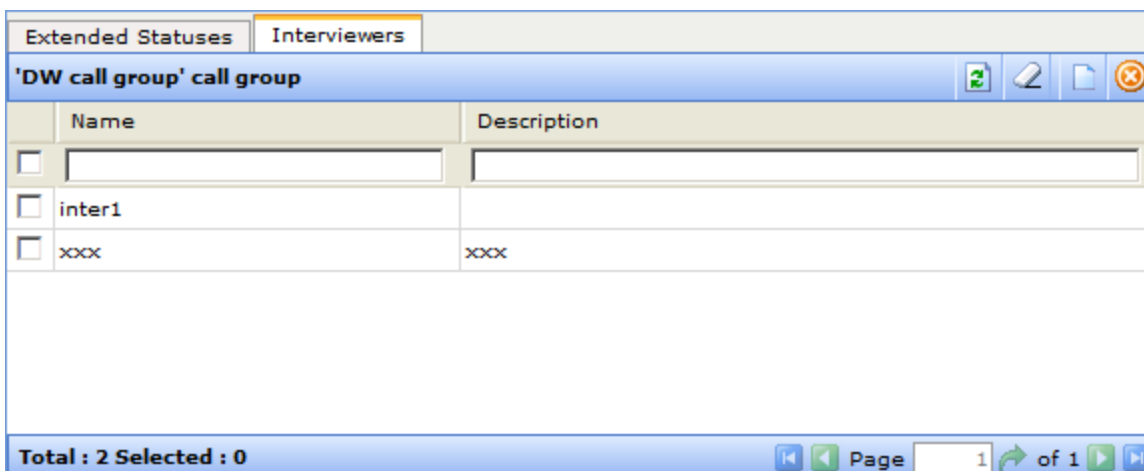 Extended Statuses Interviewers
'DW call group' call group
Name Description
inter1
xxx xxx
Total : 2 Selected : 0 Page 1 of 1